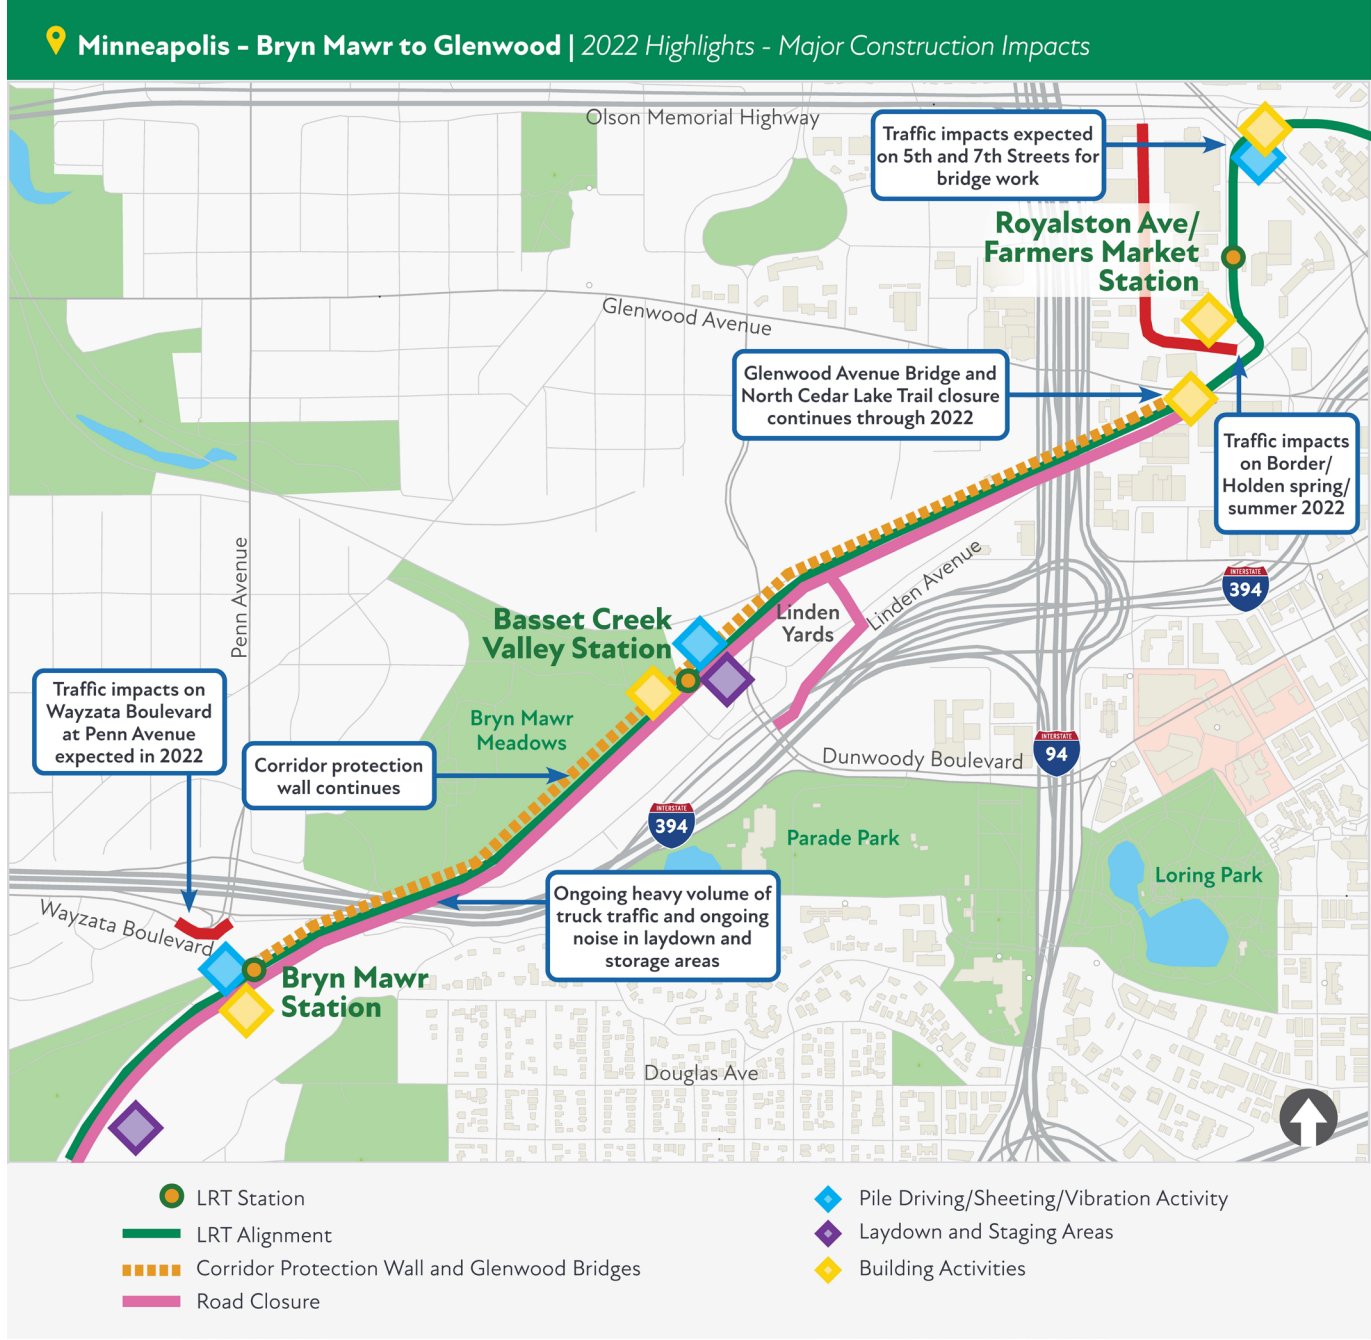 Minneapolis - Bryn Mawr to Glenwood | 2022 Highlights - Major Construction Impacts
Olson Memorial Highway
Traffic impacts expected
on 5th and 7th Streets for
bridge work
Royalston Ave/
Farmers Market
Station
Glenwood Avenue
Glenwood Avenue Bridge and
North Cedar Lake Trail closure
continues through 2022
Traffic impacts
on Border/
Holden spring/
summer 2022
Penn Avenue
Linden Avenue
INTERSTATE
394
Basset Creek
Valley Station
Linden
Yards
Traffic impacts on
Wayzata Boulevard
at Penn Avenue
expected in 2022
Bryn Mawr
Meadows
Corridor protection
wall continues
Dunwoody Boulevard
INTERSTATE
94
INTERSTATE
394
Parade Park
Loring Park
Ongoing heavy volume of
truck traffic and ongoing
noise in laydown and
storage areas
Wayzata Boulevard
Bryn Mawr
Station
Douglas Ave
LRT Station
LRT Alignment
Corridor Protection Wall and Glenwood Bridges
Road Closure
Pile Driving/Sheeting/Vibration Activity
Laydown and Staging Areas
Building Activities